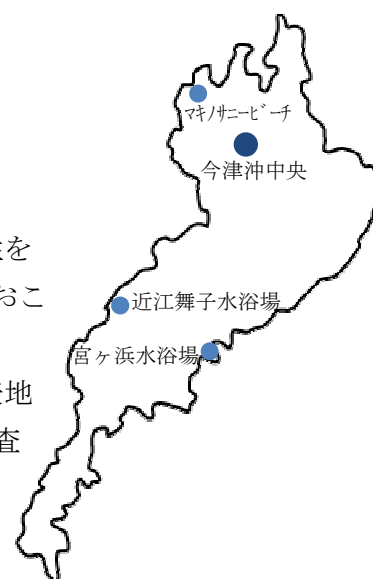 マキノサニービーチ
今津沖中央
を
近江舞子水浴場
おこ
宮ヶ浜水浴場
地
査